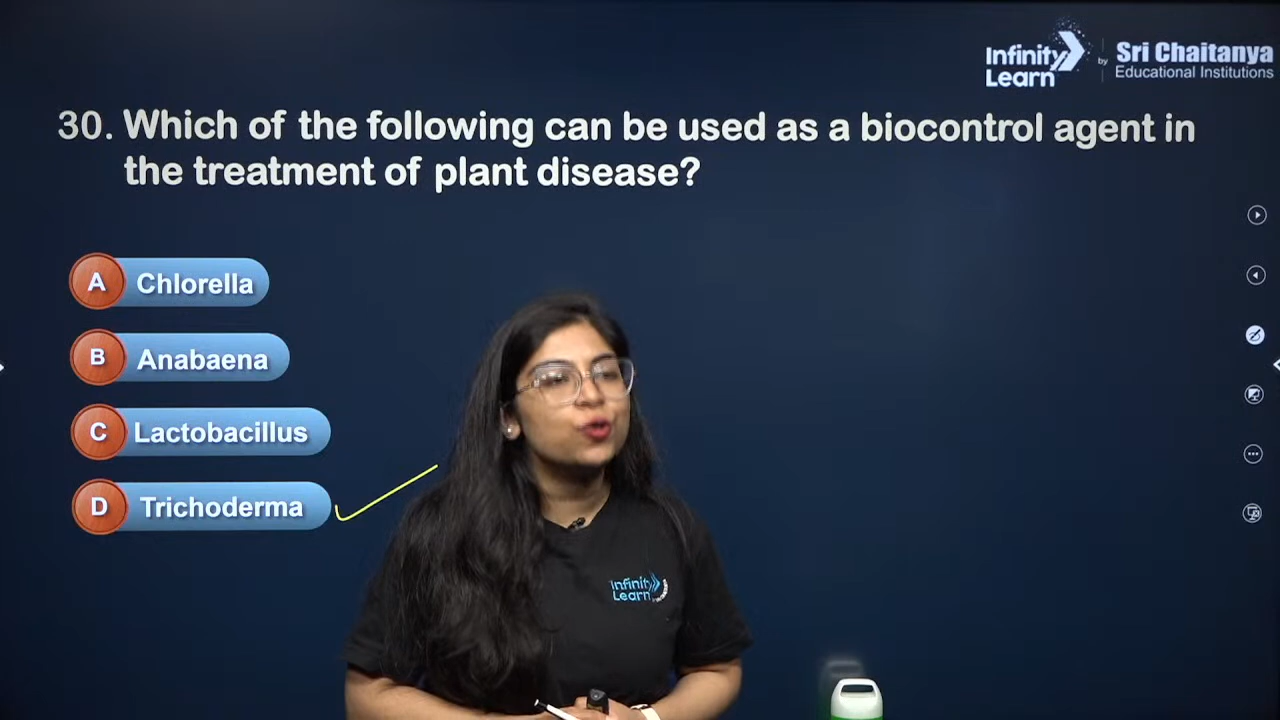 Infinity Learn
by
Sri Chaitanya
Educational Institutions
30. Which of the following can be used as a biocontrol agent in
the treatment of plant disease?
A Chlorella
B Anabaena
C Lactobacillus
D Trichoderma
Infinity
Learn